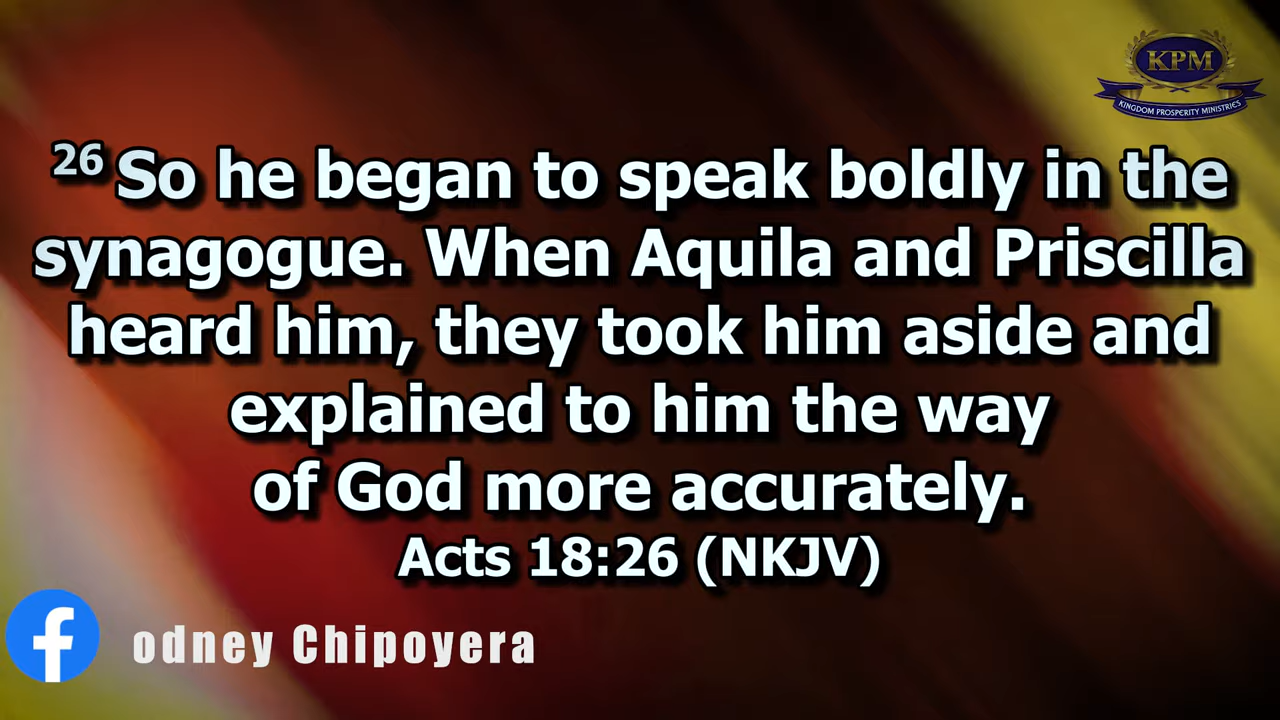 KPM
KINGDOM PROSPERITY MINISTRIES
26 So he began to speak boldly in the
synagogue. When Aquila and Priscilla
heard him, they took him aside and
explained to him the way
of God more accurately.
Acts 18:26 (NKJV)
f odney Chipoyera